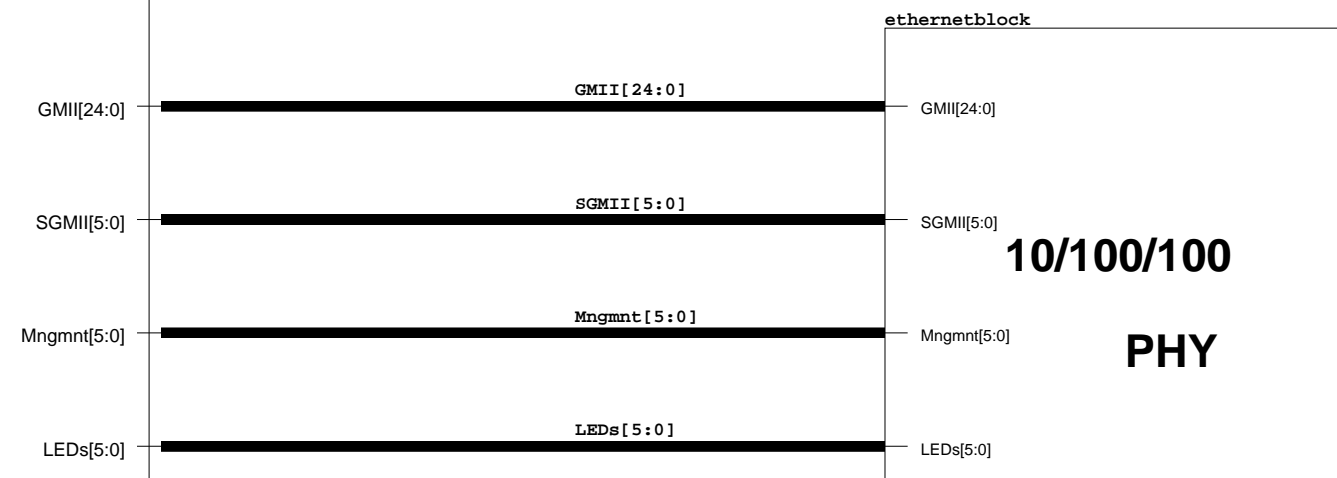 ethernetblock
GMII[24:0] GMII[24:0] GMII[24:0]
SGMII[5:0] SGMII[5:0] SGMII[5:0]
10/100/100
Mngmnt[5:0] Mngmnt[5:0] Mngmnt[5:0]
PHY
LEDs[5:0] LEDs[5:0] LEDs[5:0]